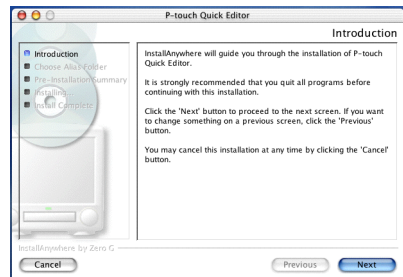 P-touch Quick Editor
Introduction
Introduction
Choose Alias Folder
Pre-Installation Summary
Installing...
Install Complete
InstallAnywhere will guide you through the installation of P-touch
Quick Editor.
It is strongly recommended that you quit all programs before
continuing with this installation.
Click the 'Next' button to proceed to the next screen. If you want
to change something on a previous screen, click the 'Previous'
button.
You may cancel this installation at any time by clicking the 'Cancel'
button.
InstallAnywhere by Zero G
Cancel
Previous
Next